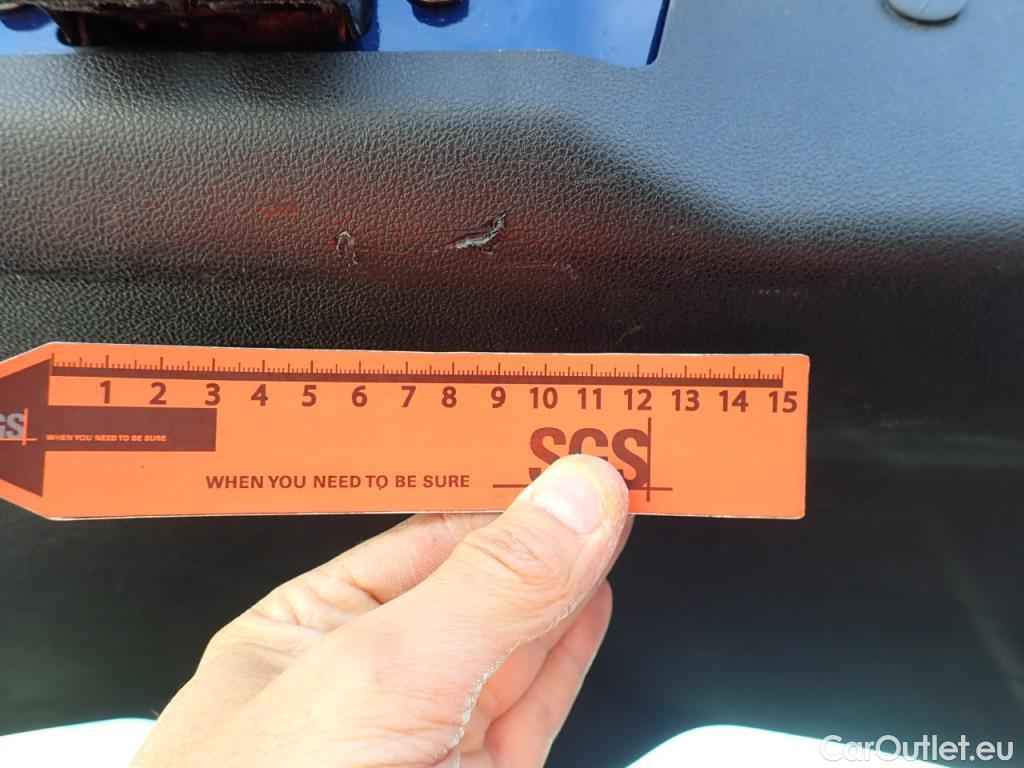 1 2 3 4 5 6 7 8 9 10 11 12 13 14 15
GS
WHEN YOU NEED TO BE SURE
SGS
WHEN YOU NEED TO BE SURE
CarOutlet.eu